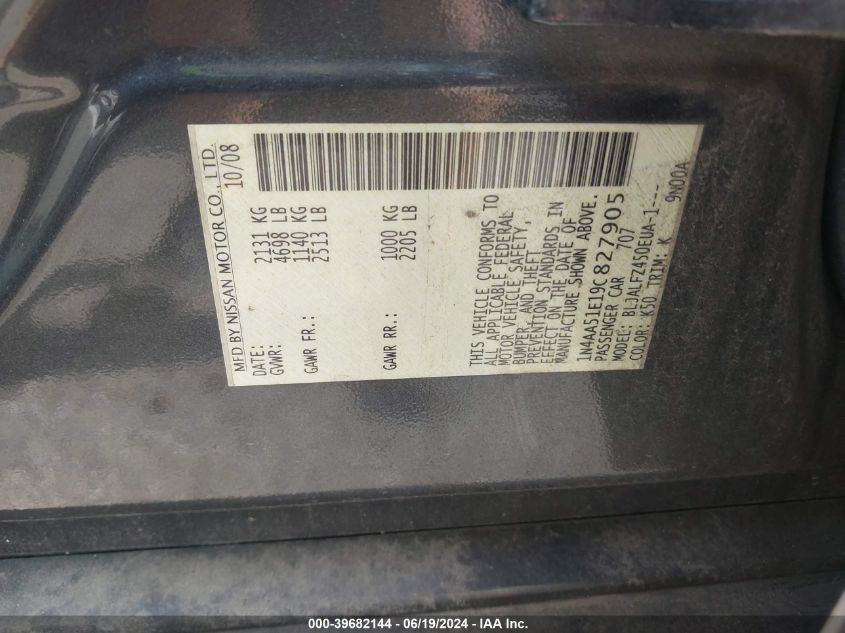 MFD BY NISSAN MOTOR CO., LTD.
DATE: 10/08
GVWR: 2131 KG
4698 LB
GAWR FR.: 1140 KG
2513 LB
GAWR RR.: 1000 KG
2205 LB
THIS VEHICLE CONFORMS TO
ALL APPLICABLE FEDERAL
MOTOR VEHICLE SAFETY,
BUMPER, AND THEFT
PREVENTION STANDARDS IN
EFFECT ON THE DATE OF
MANUFACTURE SHOWN ABOVE.
1N4AA51E19C827905
PASSENGER CAR 707
MODEL: BLJALFZ450EUA-1---
COLOR: K50 TRIM: K 9N00A
000-39682144 - 06/19/2024 - IAA Inc.